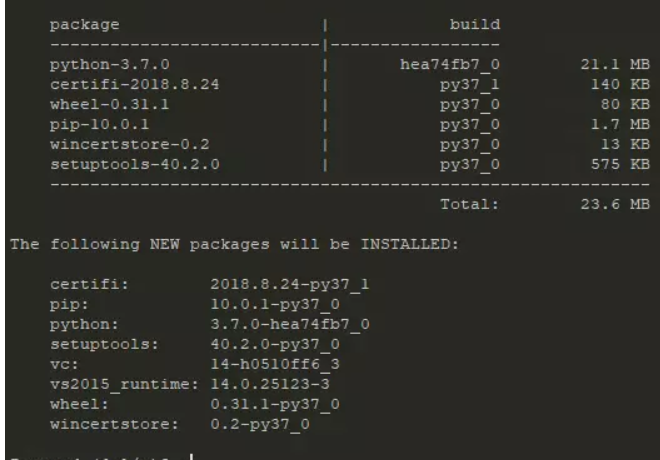 package | build
---------------------------|-----------------
python-3.7.0 | hea74fb7_0 21.1 MB
certifi-2018.8.24 | py37_1 140 KB
wheel-0.31.1 | py37_0 80 KB
pip-10.0.1 | py37_0 1.7 MB
wincertstore-0.2 | py37_0 13 KB
setuptools-40.2.0 | py37_0 575 KB
------------------------------------------------------------
Total: 23.6 MB
The following NEW packages will be INSTALLED:
certifi: 2018.8.24-py37_1
pip: 10.0.1-py37_0
python: 3.7.0-hea74fb7_0
setuptools: 40.2.0-py37_0
vc: 14-h0510ff6_3
vs2015_runtime: 14.0.25123-3
wheel: 0.31.1-py37_0
wincertstore: 0.2-py37_0